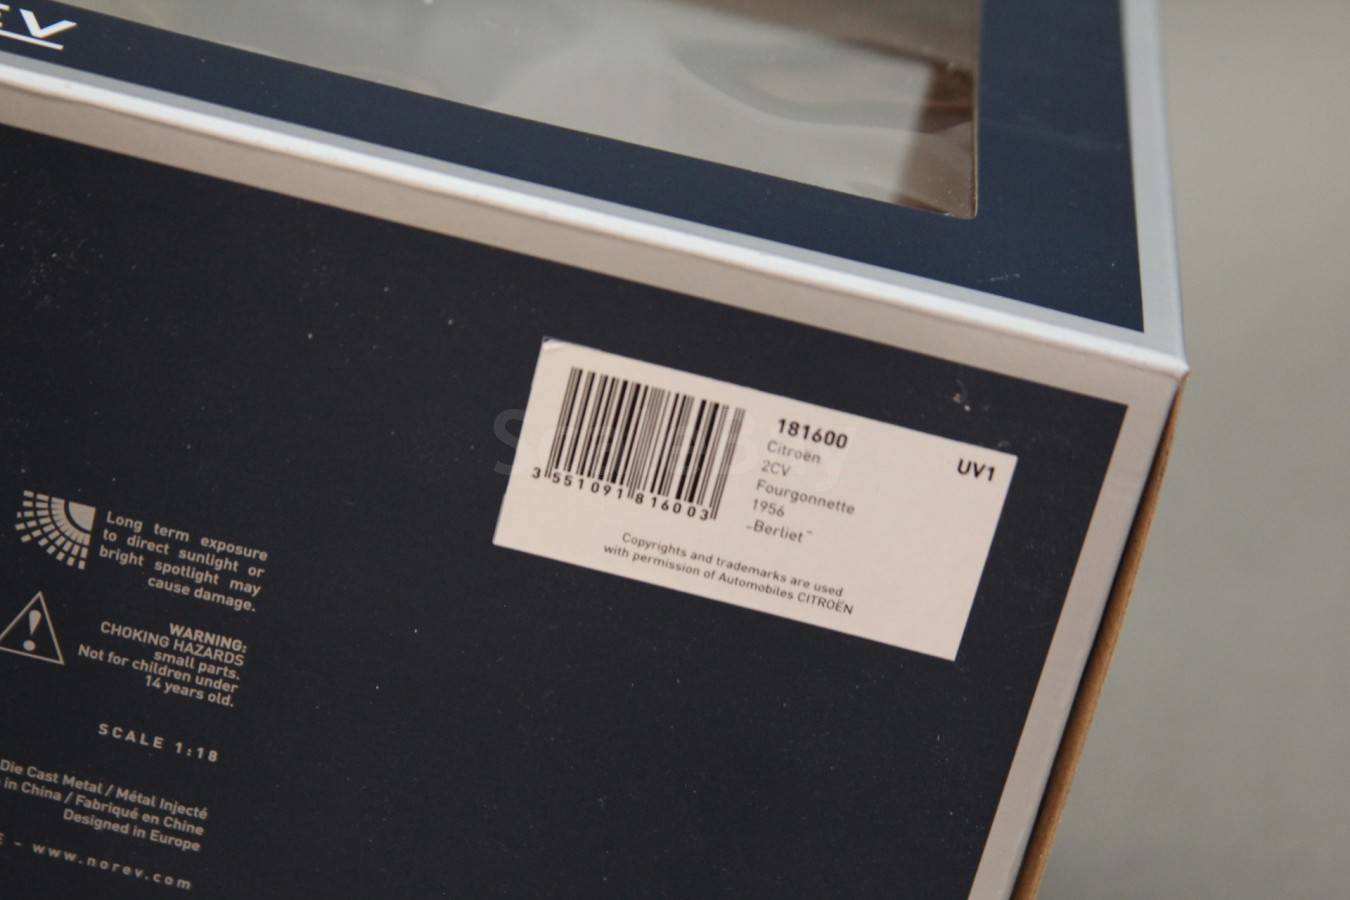 EV
3 551091 816003
181600
UV1
Citroën
2CV
Fourgonnette
1956
-Berliet-
Copyrights and trademarks are used
with permission of Automobiles CITROËN
Long term exposure
to direct sunlight or
bright spotlight may
cause damage.
WARNING:
CHOKING HAZARDS
small parts.
Not for children under
14 years old.
SCALE 1:18
Die Cast Metal / Métal Injecté
in China / Fabriqué en Chine
Designed in Europe
E - www.norev.com